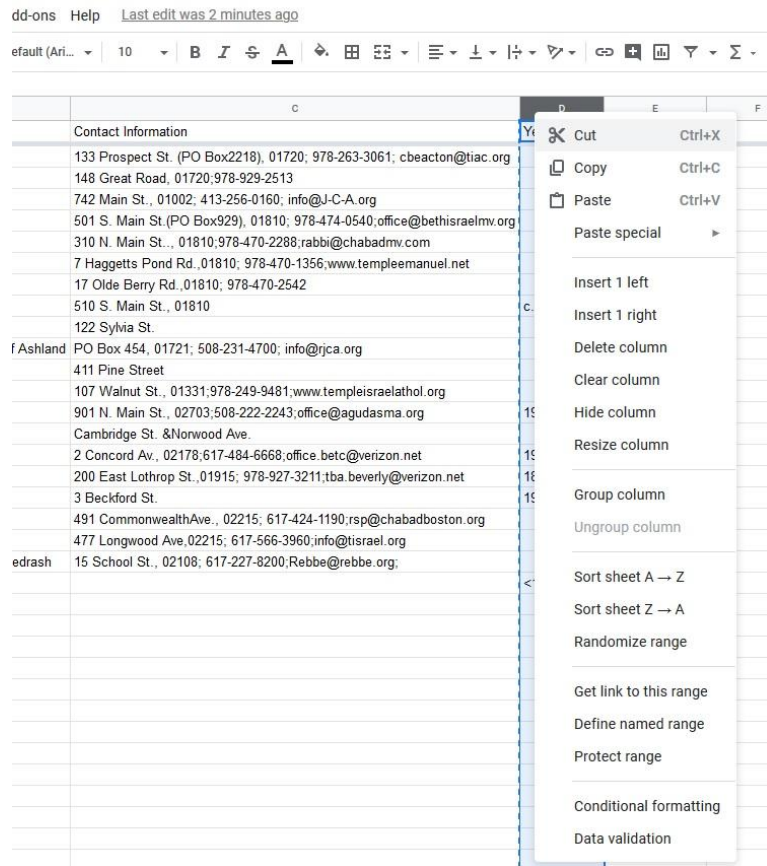 dd-ons Help Last edit was 2 minutes ago
efault (Ari... 10 B I S A Σ
C D E F
Contact Information Ye
133 Prospect St. (PO Box2218), 01720; 978-263-3061; cbeacton@tiac.org
148 Great Road, 01720;978-929-2513
742 Main St., 01002; 413-256-0160; info@J-C-A.org
501 S. Main St.(PO Box929), 01810; 978-474-0540;office@bethisraelmv.org
310 N. Main St.., 01810;978-470-2288;rabbi@chabadmv.com
7 Haggetts Pond Rd.,01810; 978-470-1356;www.templeemanuel.net
17 Olde Berry Rd.,01810; 978-470-2542
510 S. Main St., 01810 c.
122 Sylvia St.
f Ashland PO Box 454, 01721; 508-231-4700; info@rjca.org
411 Pine Street
107 Walnut St., 01331;978-249-9481;www.templeisraelathol.org
901 N. Main St., 02703;508-222-2243;office@agudasma.org 19
Cambridge St. &Norwood Ave.
2 Concord Av., 02178;617-484-6668;office.betc@verizon.net 19
200 East Lothrop St.,01915; 978-927-3211;tba.beverly@verizon.net 18
3 Beckford St. 19
491 CommonwealthAve., 02215; 617-424-1190;rsp@chabadboston.org
477 Longwood Ave,02215; 617-566-3960;info@tisrael.org
edrash 15 School St., 02108; 617-227-8200;Rebbe@rebbe.org;
Cut Ctrl+X
Copy Ctrl+C
Paste Ctrl+V
Paste special
Insert 1 left
Insert 1 right
Delete column
Clear column
Hide column
Resize column
Group column
Ungroup column
Sort sheet A → Z
Sort sheet Z → A
Randomize range
Get link to this range
Define named range
Protect range
Conditional formatting
Data validation